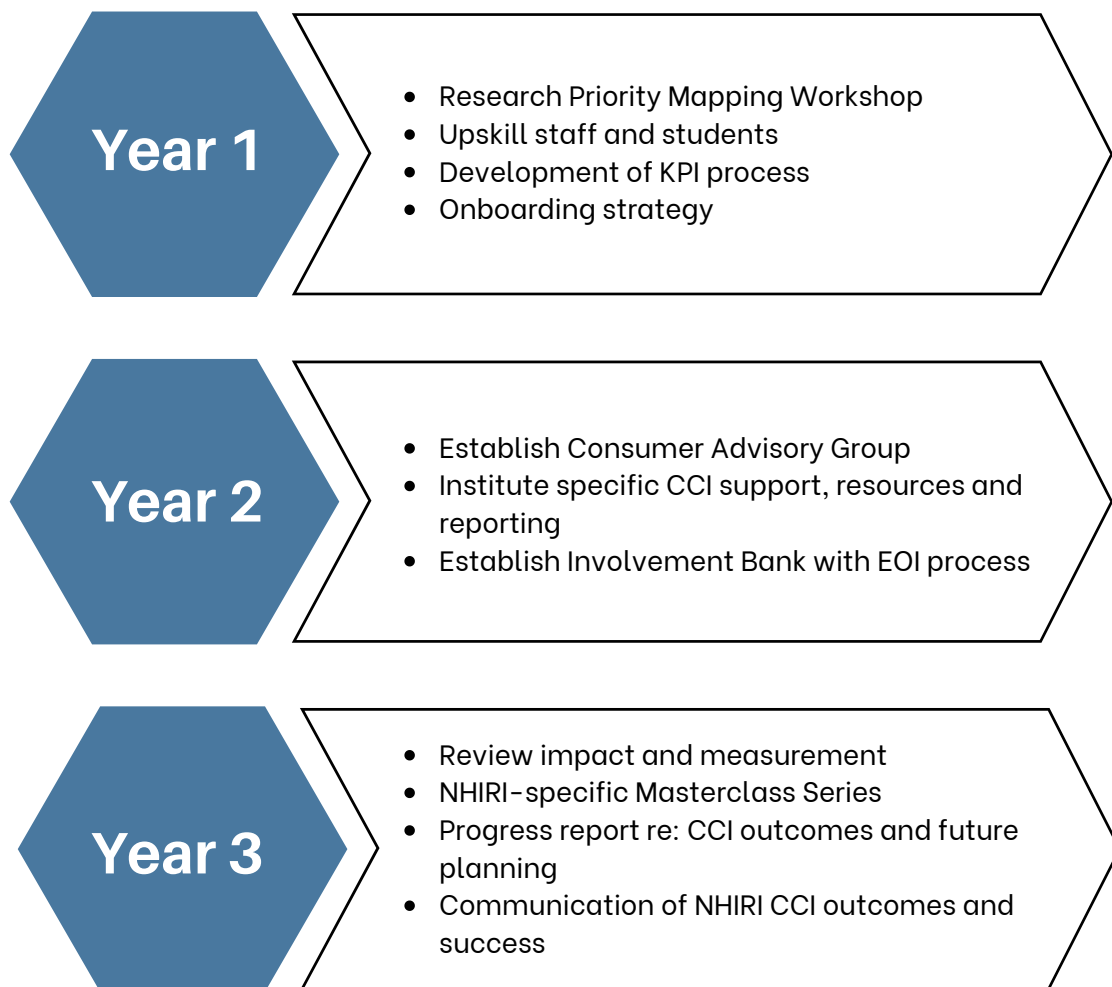 Year 1
• Research Priority Mapping Workshop
• Upskill staff and students
• Development of KPI process
• Onboarding strategy
Year 2
• Establish Consumer Advisory Group
• Institute specific CCI support, resources and
reporting
• Establish Involvement Bank with EOI process
Year 3
• Review impact and measurement
• NHIRI-specific Masterclass Series
• Progress report re: CCI outcomes and future
planning
• Communication of NHIRI CCI outcomes and
success